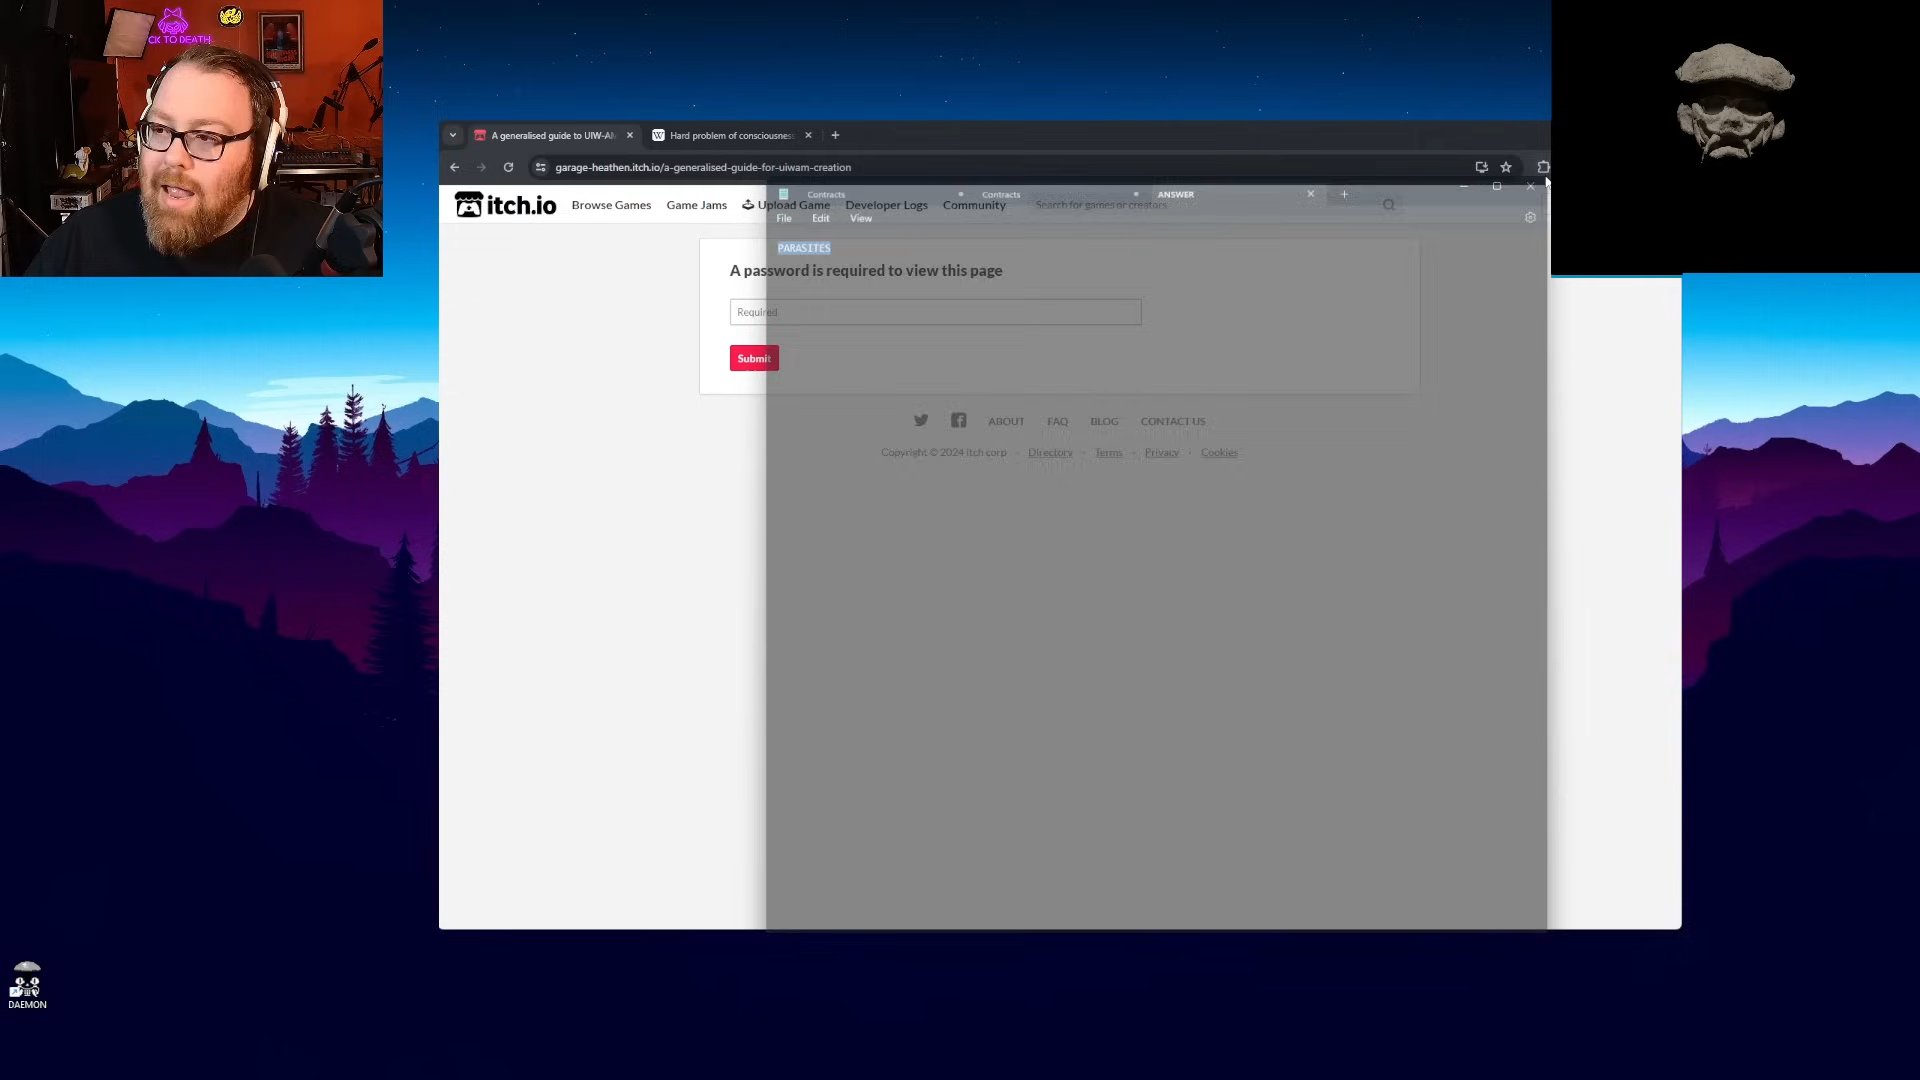 CK TO DEATH
A generalised guide to UIW-AM
Hard problem of consciousness
garage-heathen.itch.io/a-generalised-guide-for-uiwam-creation
Contracts
Contracts
ANSWER
itch.io
Browse Games
Game Jams
Upload Game
Developer Logs
Community
Search for games or creators
File
Edit
View
PARASITES
A password is required to view this page
Required
Submit
ABOUT
FAQ
BLOG
CONTACT US
Copyright © 2024 itch corp · Directory · Terms · Privacy · Cookies
DAEMON